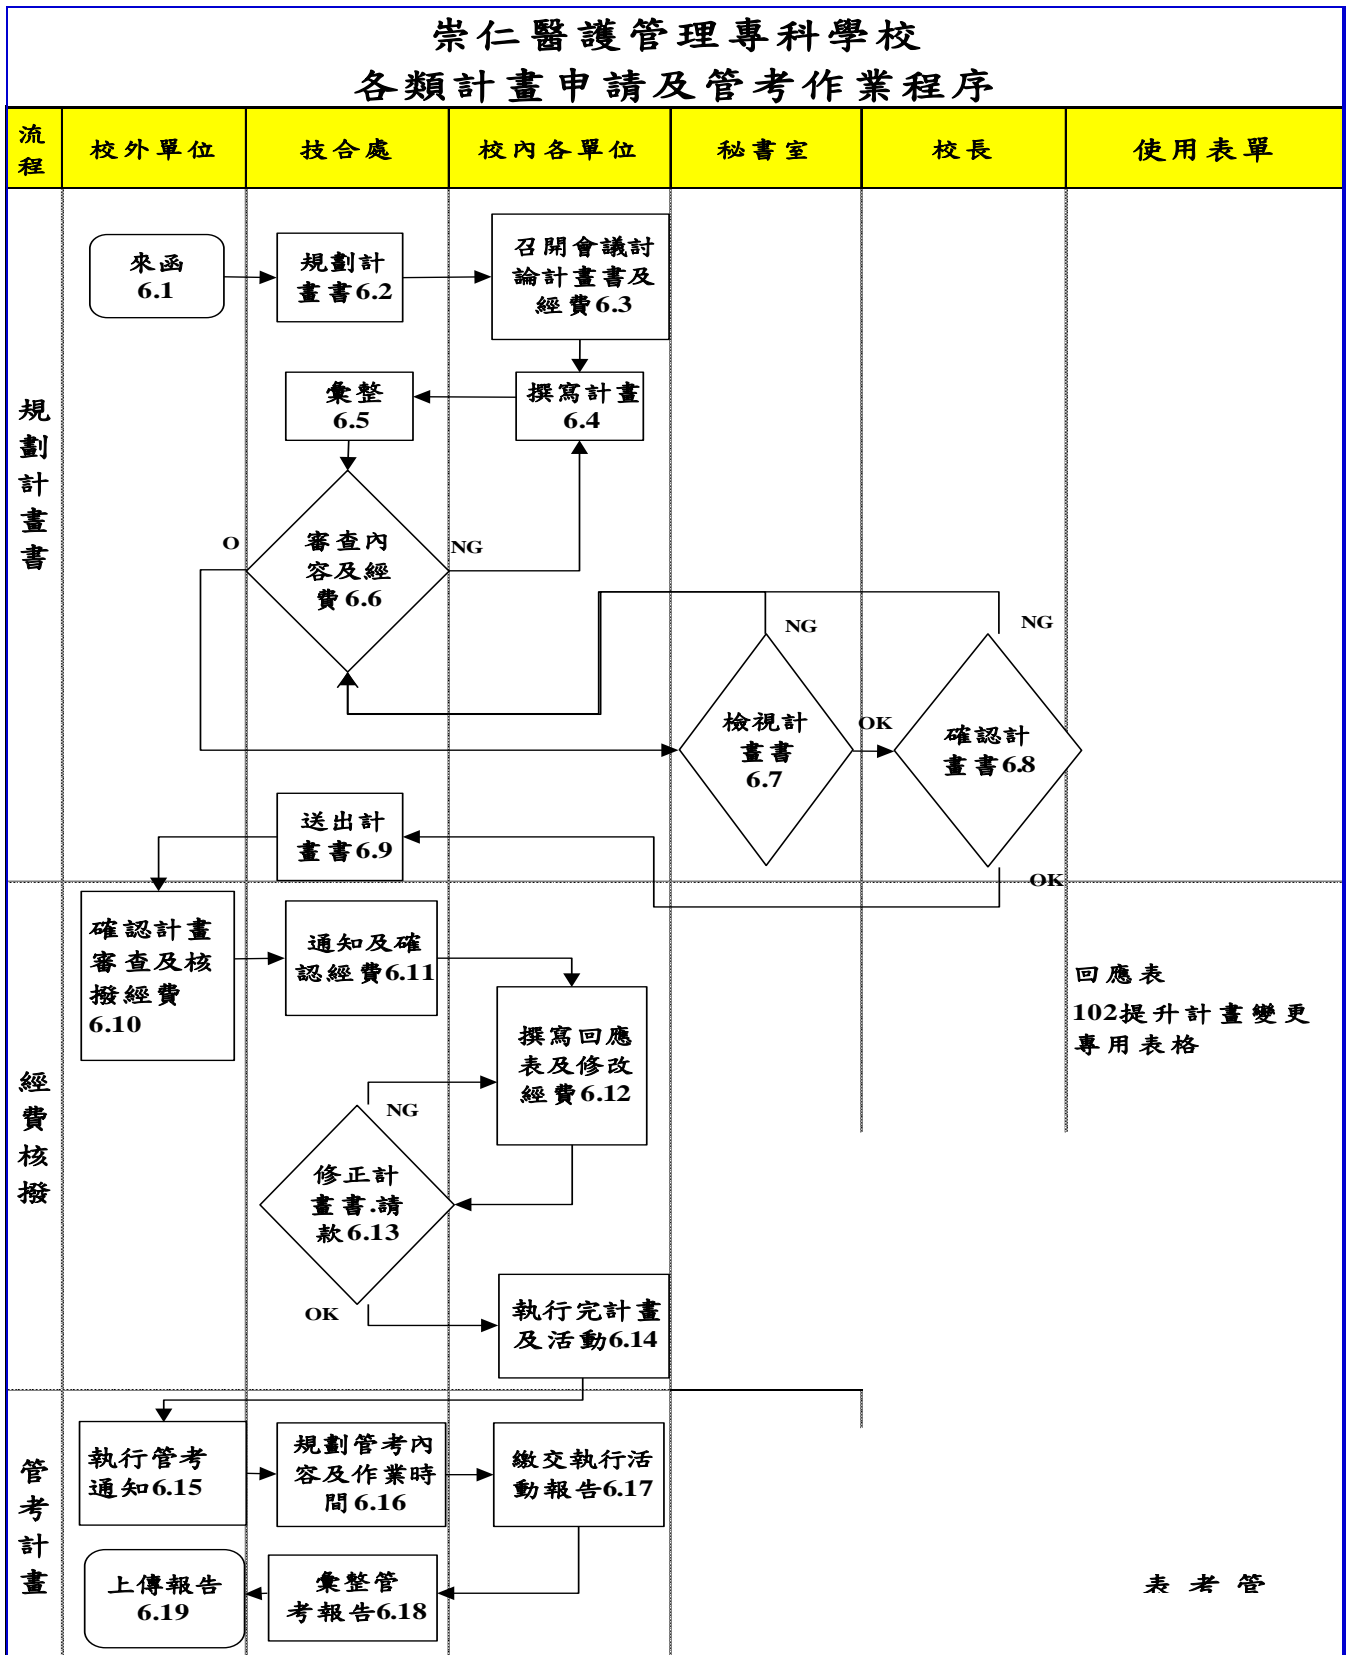 崇仁醫護管理專科學校
各類計畫申請及管考作業程序
流
程
校外單位
技合處
校內各單位
秘書室
校長
使用表單
規
劃
計
畫
書
來函
6.1
規劃計
畫書6.2
召開會議討
論計畫書及
經費6.3
彙整
6.5
撰寫計畫
6.4
O
審查內
容及經
費6.6
NG
NG
NG
檢視計
畫書
6.7
OK
確認計
畫書6.8
送出計
畫書6.9
OK
經
費
核
撥
確認計畫
審查及核
撥經費
6.10
通知及確
認經費6.11
撰寫回應
表及修改
經費6.12
回應表
102提升計畫變更
專用表格
NG
修正計
畫書.請
款6.13
OK
執行完計畫
及活動6.14
管
考
計
畫
執行管考
通知6.15
規劃管考內
容及作業時
間6.16
繳交執行活
動報告6.17
上傳報告
6.19
彙整管
考報告6.18
表考管